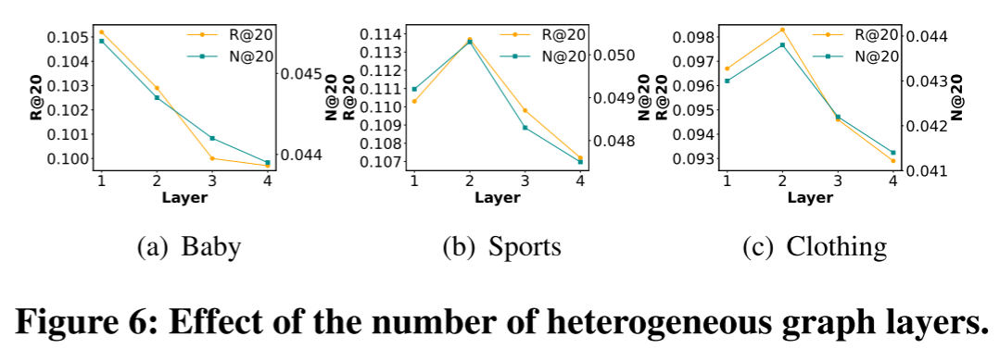 R@20
0.105
0.104
0.103
0.102
0.101
0.100
R@20
N@20
0.045
0.044
N@20
1 2 3 4
Layer
(a) Baby
R@20
0.114
0.113
0.112
0.111
0.110
0.109
0.108
0.107
R@20
N@20
0.050
0.049
0.048
N@20
1 2 3 4
Layer
(b) Sports
R@20
0.098
0.097
0.096
0.095
0.094
0.093
R@20
N@20
0.044
0.043
0.042
0.041
N@20
1 2 3 4
Layer
(c) Clothing
Figure 6: Effect of the number of heterogeneous graph layers.